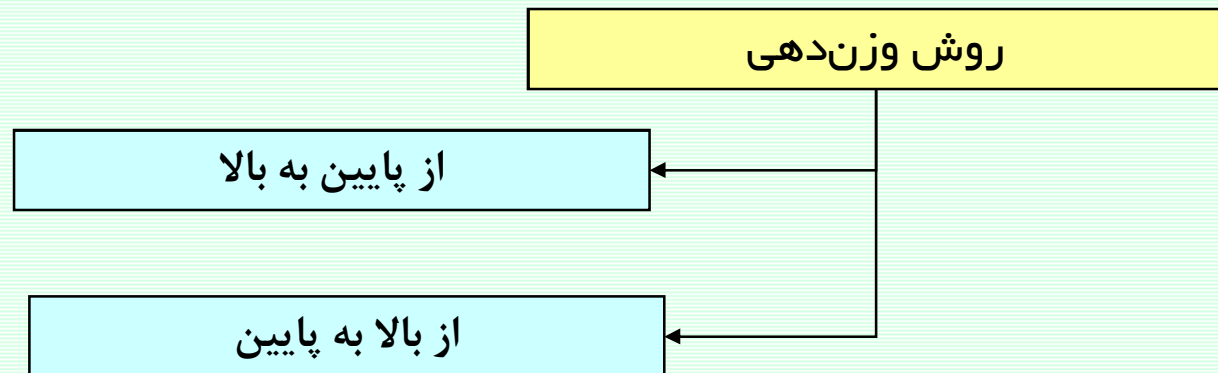 روش وزن‌دهی
از پایین به بالا
از بالا به پایین